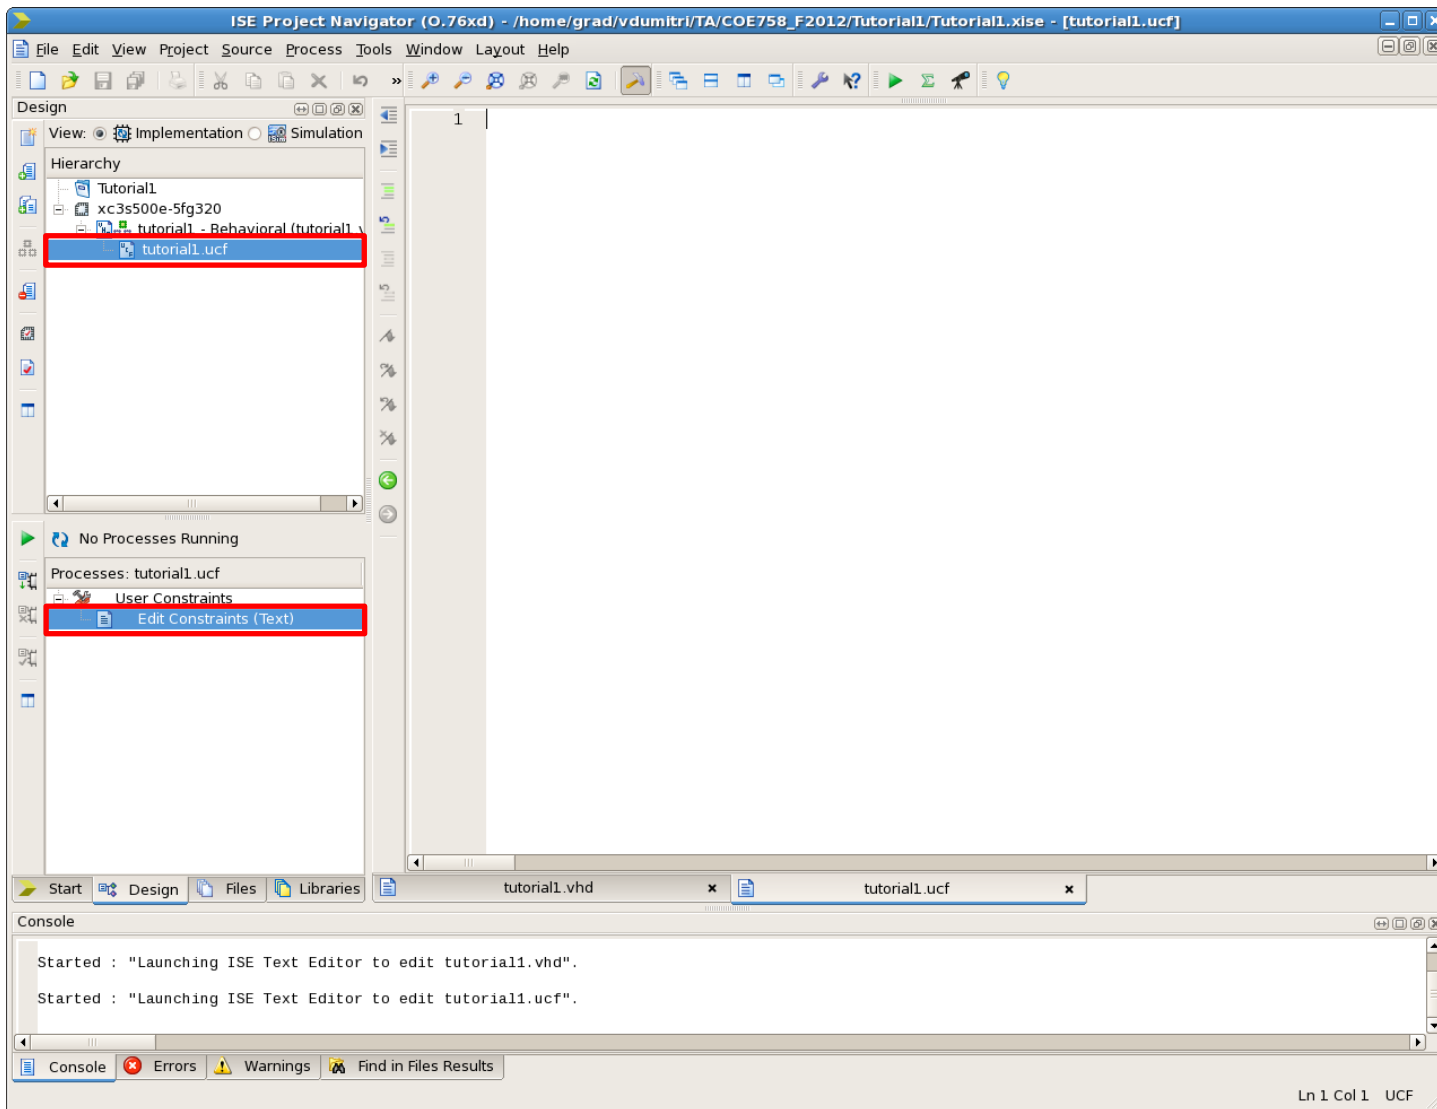 ISE Project Navigator (O.76xd) - /home/grad/vdumitri/TA/COE758_F2012/Tutorial1/Tutorial1.xise - [tutorial1.ucf]
File Edit View Project Source Process Tools Window Layout Help
Design
View: Implementation Simulation
Hierarchy
Tutorial1
xc3s500e-5fg320
tutorial1 - Behavioral (tutorial1.v
tutorial1.ucf
1
No Processes Running
Processes: tutorial1.ucf
User Constraints
Edit Constraints (Text)
Start Design Files Libraries
tutorial1.vhd tutorial1.ucf
Console
Started : "Launching ISE Text Editor to edit tutorial1.vhd".
Started : "Launching ISE Text Editor to edit tutorial1.ucf".
Console Errors Warnings Find in Files Results
Ln 1 Col 1 UCF